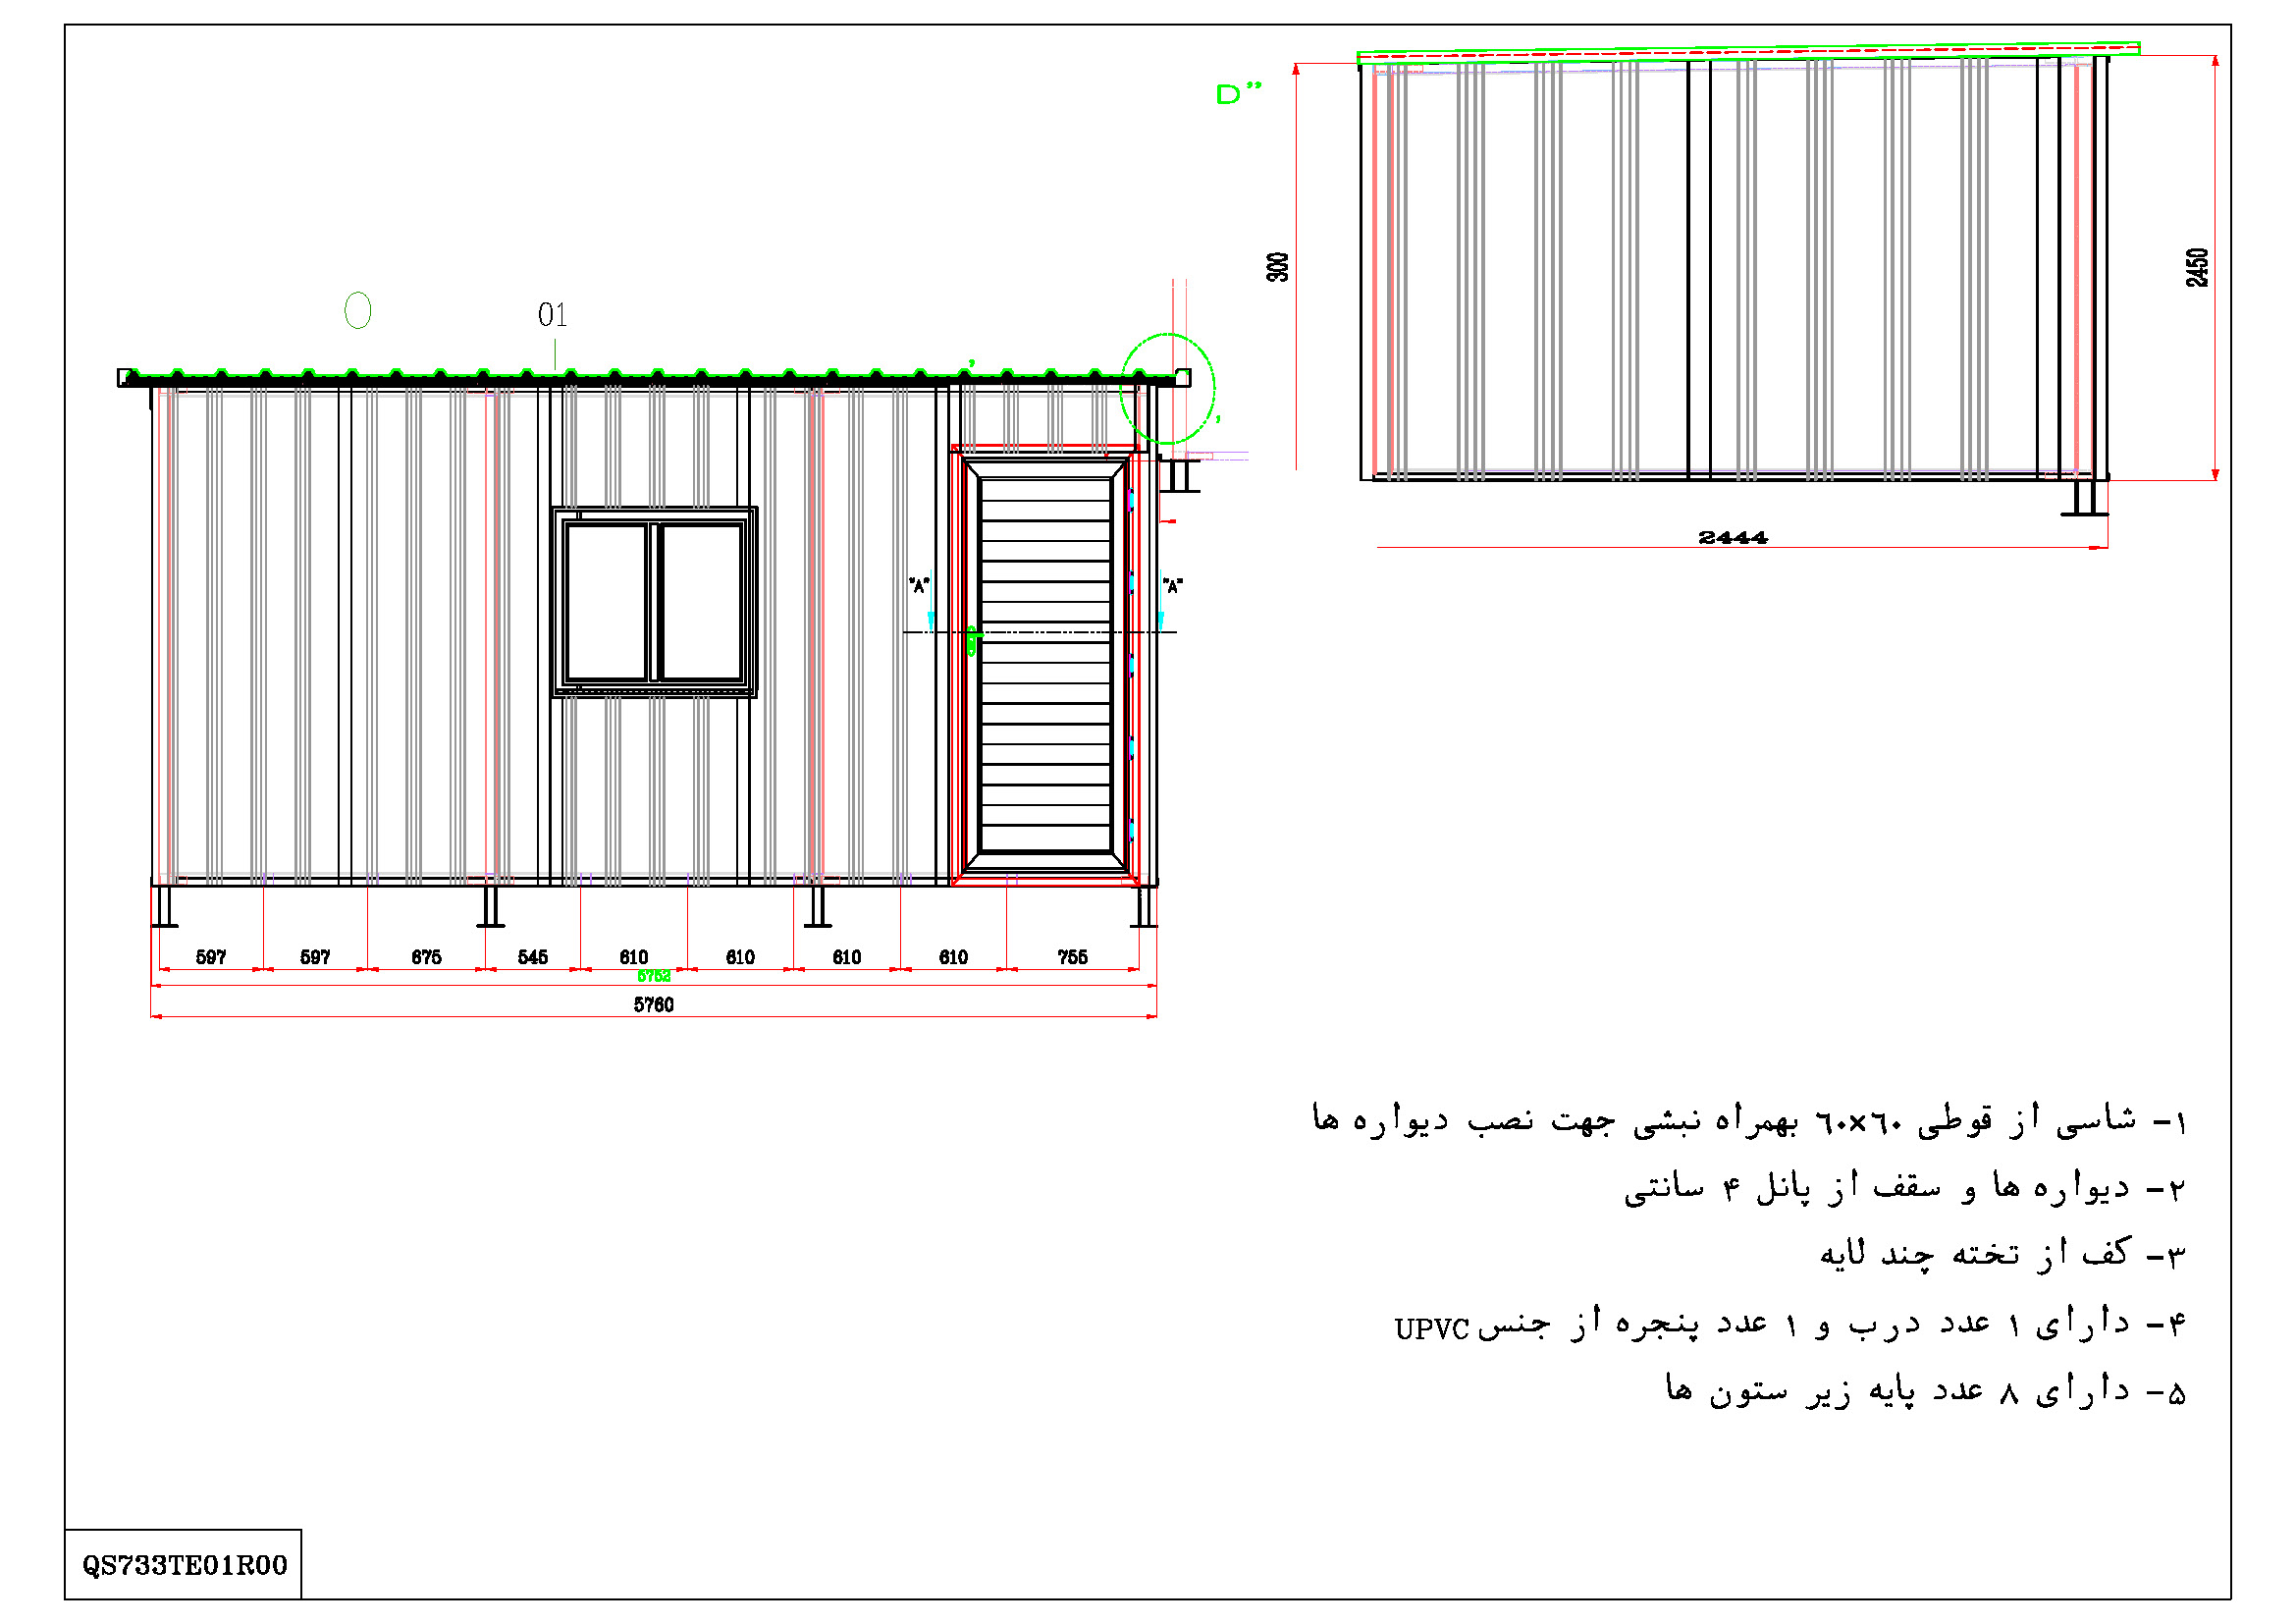 D"
300
2450
2444
01
"A" "A"
597 597 675 545 610 610 610 610 755
5752
5760
۱- شاسی از قوطی ٦۰×٦۰ بهمراه نبشی جهت نصب دیواره ها
۲- دیواره ها و سقف از پانل ۴ سانتی
۳- کف از تخته چند لایه
۴- دارای ۱ عدد درب و ۱ عدد پنجره از جنس UPVC
۵- دارای ۸ عدد پایه زیر ستون ها
QS733TE01R00